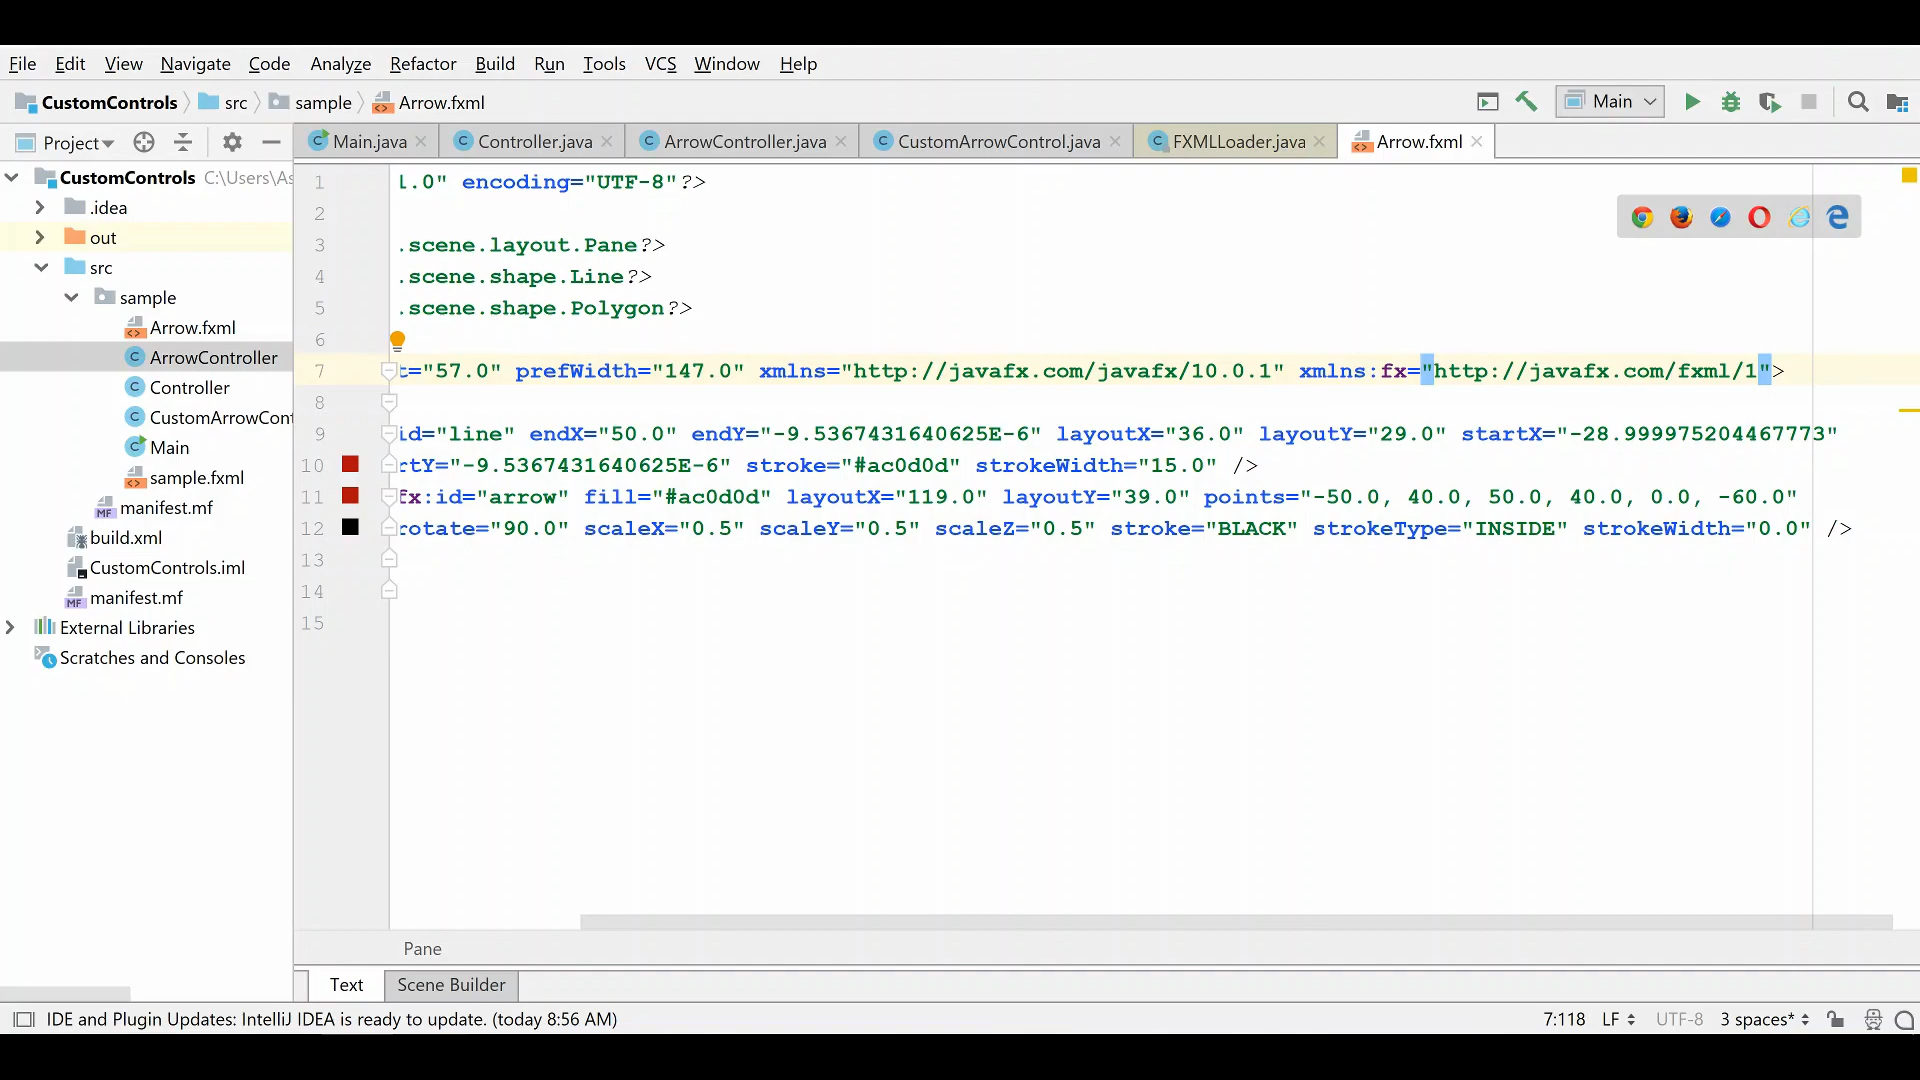 File Edit View Navigate Code Analyze Refactor Build Run Tools VCS Window Help
CustomControls src sample Arrow.fxml Main
Project Main.java Controller.java ArrowController.java CustomArrowControl.java FXMLLoader.java Arrow.fxml
CustomControls C:\Users\As
.idea
out
src
sample
Arrow.fxml
ArrowController
Controller
CustomArrowCont
Main
sample.fxml
manifest.mf
build.xml
CustomControls.iml
manifest.mf
External Libraries
Scratches and Consoles
1 l.0" encoding="UTF-8"?>
2
3 .scene.layout.Pane?>
4 .scene.shape.Line?>
5 .scene.shape.Polygon?>
6
7 t="57.0" prefWidth="147.0" xmlns="http://javafx.com/javafx/10.0.1" xmlns:fx="http://javafx.com/fxml/1">
8
9 id="line" endX="50.0" endY="-9.5367431640625E-6" layoutX="36.0" layoutY="29.0" startX="-28.999975204467773"
10 rtY="-9.5367431640625E-6" stroke="#ac0d0d" strokeWidth="15.0" />
11 fx:id="arrow" fill="#ac0d0d" layoutX="119.0" layoutY="39.0" points="-50.0, 40.0, 50.0, 40.0, 0.0, -60.0"
12 rotate="90.0" scaleX="0.5" scaleY="0.5" scaleZ="0.5" stroke="BLACK" strokeType="INSIDE" strokeWidth="0.0" />
13
14
15
Pane
Text Scene Builder
IDE and Plugin Updates: IntelliJ IDEA is ready to update. (today 8:56 AM) 7:118 LF UTF-8 3 spaces*